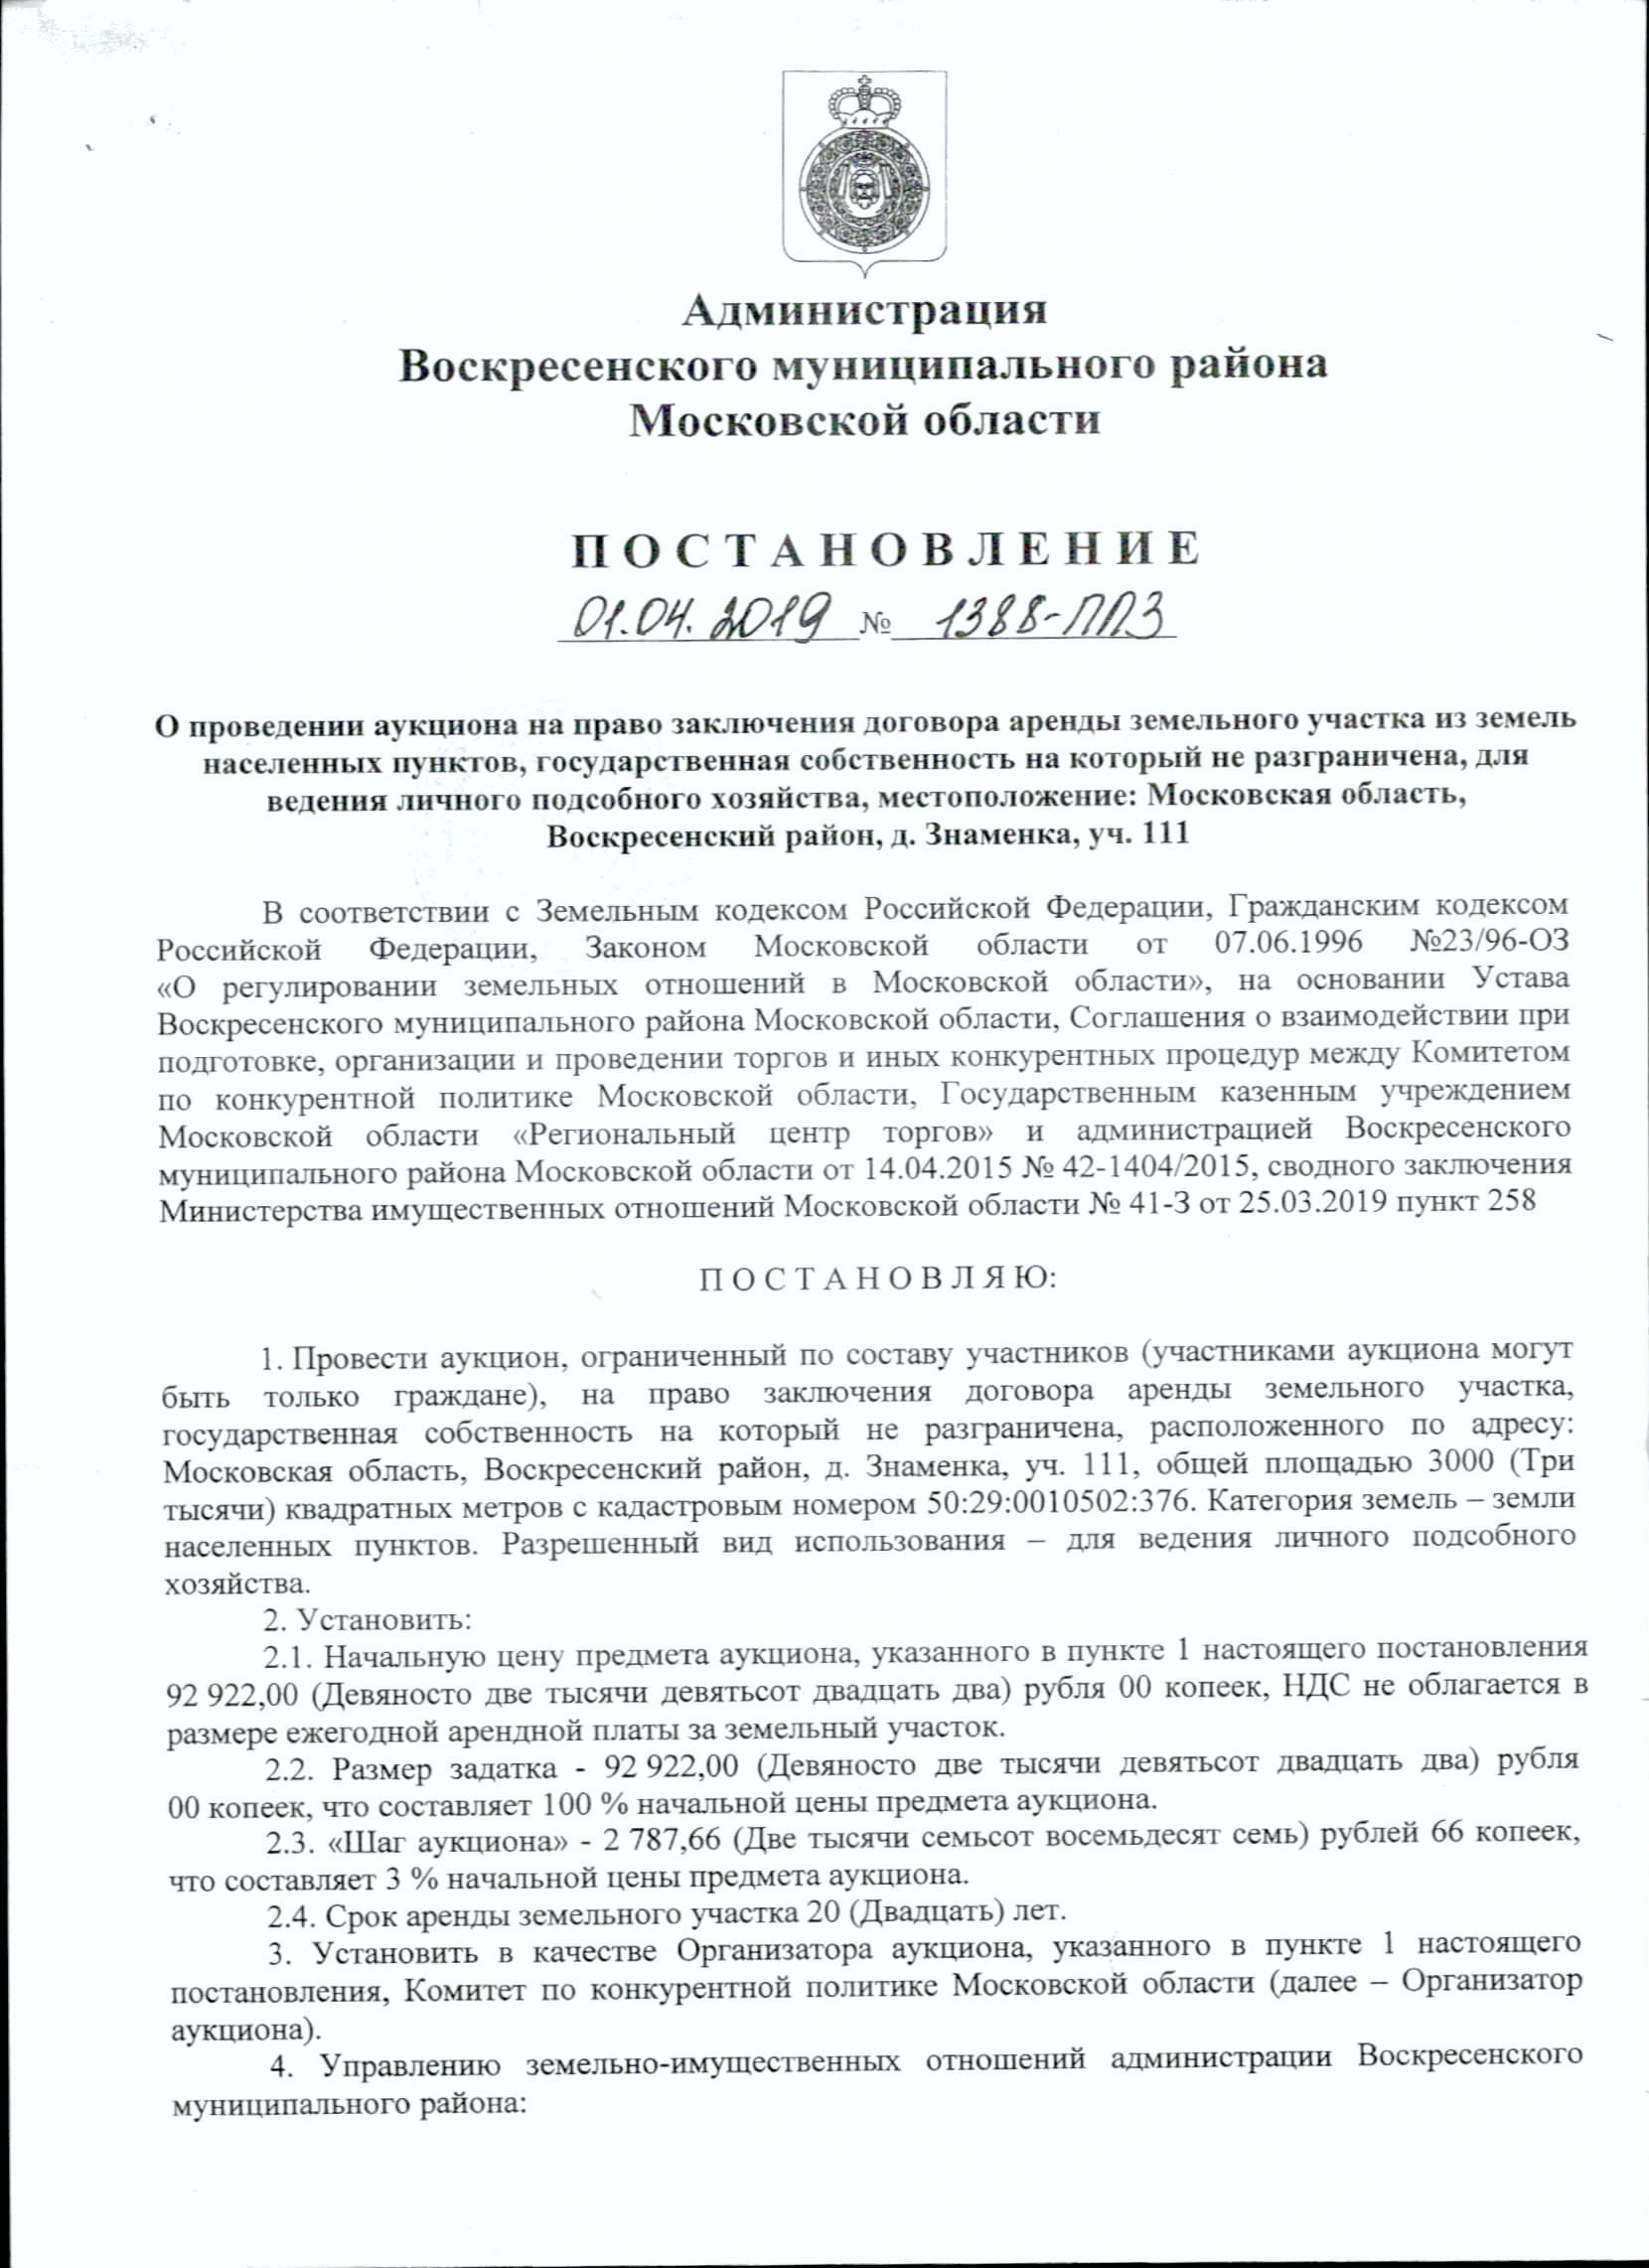 Администрация
Воскресенского муниципального района
Московской области
П О С Т А Н О В Л Е Н И Е
01.04.2019 № 1388-ППЗ
О проведении аукциона на право заключения договора аренды земельного участка из земель
населенных пунктов, государственная собственность на который не разграничена, для
ведения личного подсобного хозяйства, местоположение: Московская область,
Воскресенский район, д. Знаменка, уч. 111
В соответствии с Земельным кодексом Российской Федерации, Гражданским кодексом
Российской Федерации, Законом Московской области от 07.06.1996 №23/96-ОЗ
«О регулировании земельных отношений в Московской области», на основании Устава
Воскресенского муниципального района Московской области, Соглашения о взаимодействии при
подготовке, организации и проведении торгов и иных конкурентных процедур между Комитетом
по конкурентной политике Московской области, Государственным казенным учреждением
Московской области «Региональный центр торгов» и администрацией Воскресенского
муниципального района Московской области от 14.04.2015 № 42-1404/2015, сводного заключения
Министерства имущественных отношений Московской области № 41-З от 25.03.2019 пункт 258
П О С Т А Н О В Л Я Ю:
1. Провести аукцион, ограниченный по составу участников (участниками аукциона могут
быть только граждане), на право заключения договора аренды земельного участка,
государственная собственность на который не разграничена, расположенного по адресу:
Московская область, Воскресенский район, д. Знаменка, уч. 111, общей площадью 3000 (Три
тысячи) квадратных метров с кадастровым номером 50:29:0010502:376. Категория земель – земли
населенных пунктов. Разрешенный вид использования – для ведения личного подсобного
хозяйства.
2. Установить:
2.1. Начальную цену предмета аукциона, указанного в пункте 1 настоящего постановления
92 922,00 (Девяносто две тысячи девятьсот двадцать два) рубля 00 копеек, НДС не облагается в
размере ежегодной арендной платы за земельный участок.
2.2. Размер задатка - 92 922,00 (Девяносто две тысячи девятьсот двадцать два) рубля
00 копеек, что составляет 100 % начальной цены предмета аукциона.
2.3. «Шаг аукциона» - 2 787,66 (Две тысячи семьсот восемьдесят семь) рублей 66 копеек,
что составляет 3 % начальной цены предмета аукциона.
2.4. Срок аренды земельного участка 20 (Двадцать) лет.
3. Установить в качестве Организатора аукциона, указанного в пункте 1 настоящего
постановления, Комитет по конкурентной политике Московской области (далее – Организатор
аукциона).
4. Управлению земельно-имущественных отношений администрации Воскресенского
муниципального района: